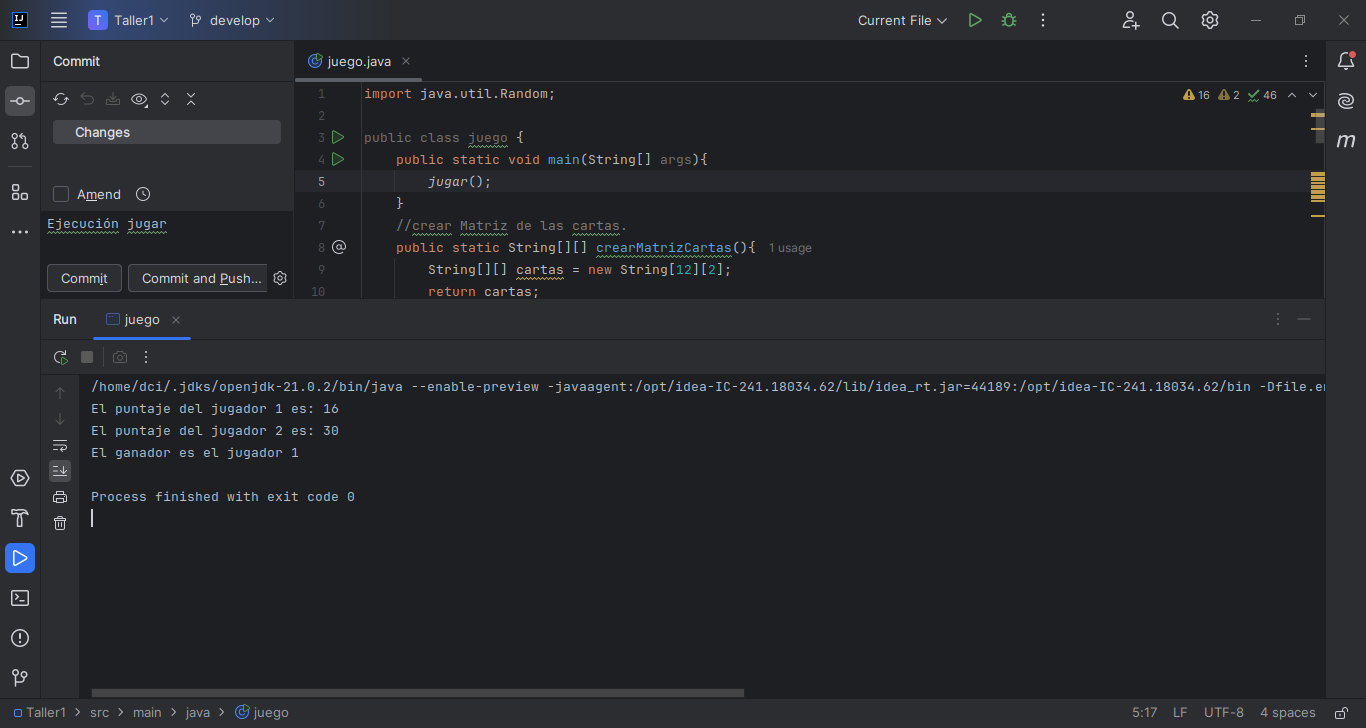 Taller1
develop
Current File
Commit
Changes
Amend
Ejecución jugar
Commit
Commit and Push...
juego.java
16 2 46
1 import java.util.Random;
2
3 public class juego {
4 public static void main(String[] args){
5 jugar();
6 }
7 //crear Matriz de las cartas.
8 public static String[][] crearMatrizCartas(){ 1 usage
9 String[][] cartas = new String[12][2];
10 return cartas;
Run juego
/home/dci/.jdks/openjdk-21.0.2/bin/java --enable-preview -javaagent:/opt/idea-IC-241.18034.62/lib/idea_rt.jar=44189:/opt/idea-IC-241.18034.62/bin -Dfile.en
El puntaje del jugador 1 es: 16
El puntaje del jugador 2 es: 30
El ganador es el jugador 1
Process finished with exit code 0
Taller1 > src > main > java > juego
5:17 LF UTF-8 4 spaces